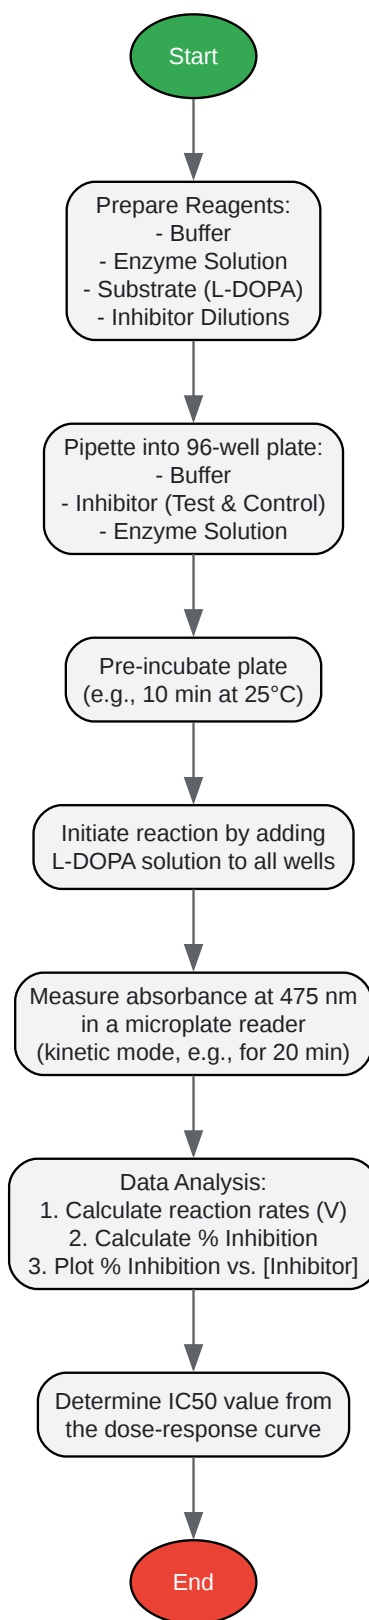 Start
Prepare Reagents:
- Buffer
- Enzyme Solution
- Substrate (L-DOPA)
- Inhibitor Dilutions
Pipette into 96-well plate:
- Buffer
- Inhibitor (Test & Control)
- Enzyme Solution
Pre-incubate plate
(e.g., 10 min at 25°C)
Initiate reaction by adding
L-DOPA solution to all wells
Measure absorbance at 475 nm
in a microplate reader
(kinetic mode, e.g., for 20 min)
Data Analysis:
1. Calculate reaction rates (V)
2. Calculate % Inhibition
3. Plot % Inhibition vs. [Inhibitor]
Determine IC50 value from
the dose-response curve
End